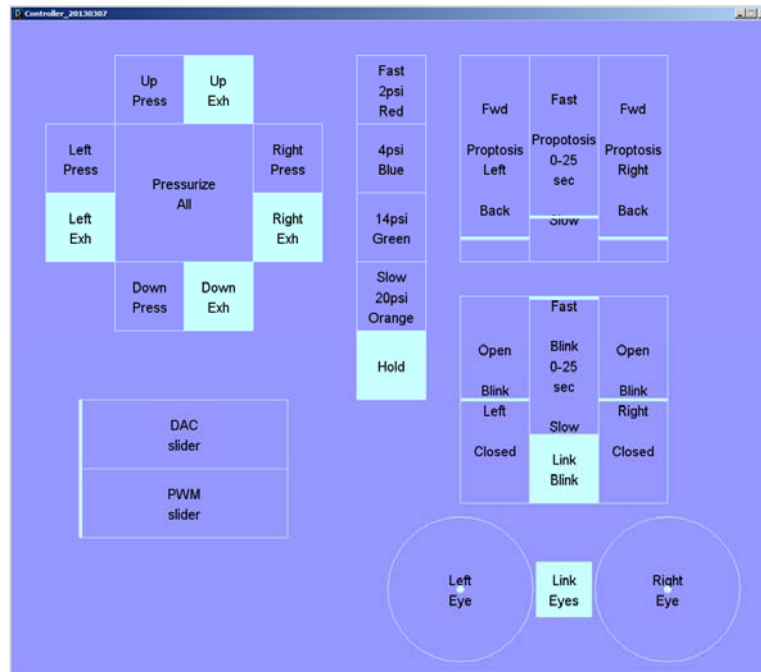 Controller_20130307
Up
Press
Up
Exh
Left
Press
Pressurize
All
Right
Press
Left
Exh
Right
Exh
Down
Press
Down
Exh
Fast
2psi
Red
4psi
Blue
14psi
Green
Slow
20psi
Orange
Hold
Fwd
Proptosis
Left
Back
Fast
Propotosis
0-25
sec
Slow
Fwd
Proptosis
Right
Back
Open
Blink
Left
Closed
Fast
Blink
0-25
sec
Slow
Link
Blink
Open
Blink
Right
Closed
DAC
slider
PWM
slider
Left
Eye
Link
Eyes
Right
Eye